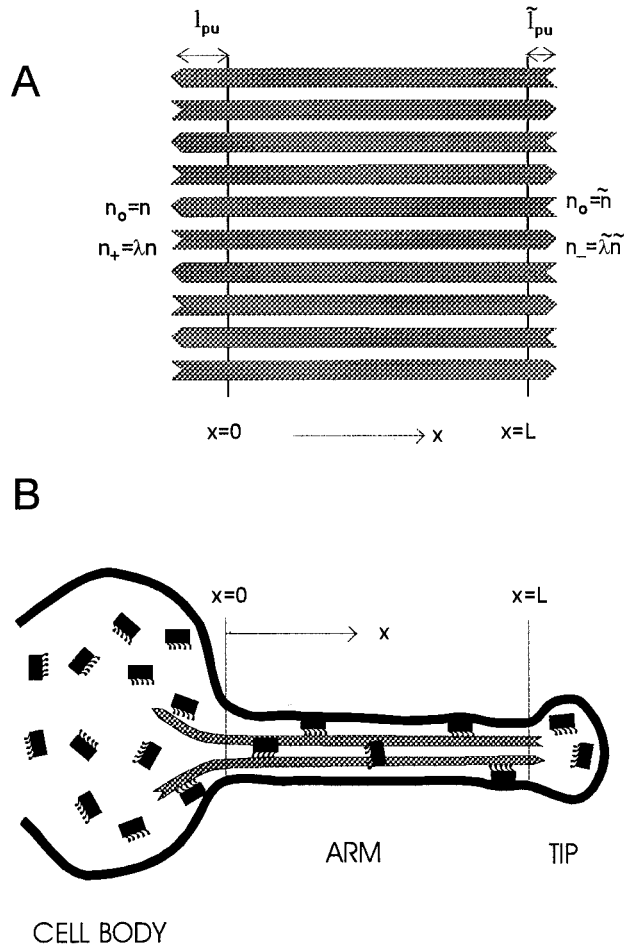 A
l_pu
l̃_pu
n_o=n
n_o=ñ
n_+=λn
n_-=λ̃ñ
x=0
x
x=L
B
x=0
x=L
x
ARM
TIP
CELL BODY